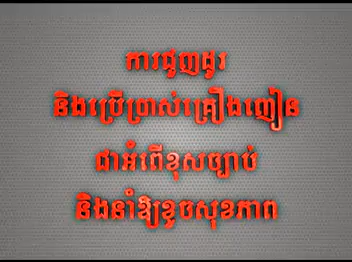 ការជួញដូរ
និងប្រើប្រាស់គ្រឿងញៀន
ជាអំពើខុសច្បាប់
និងនាំឱ្យខូចសុខភាព